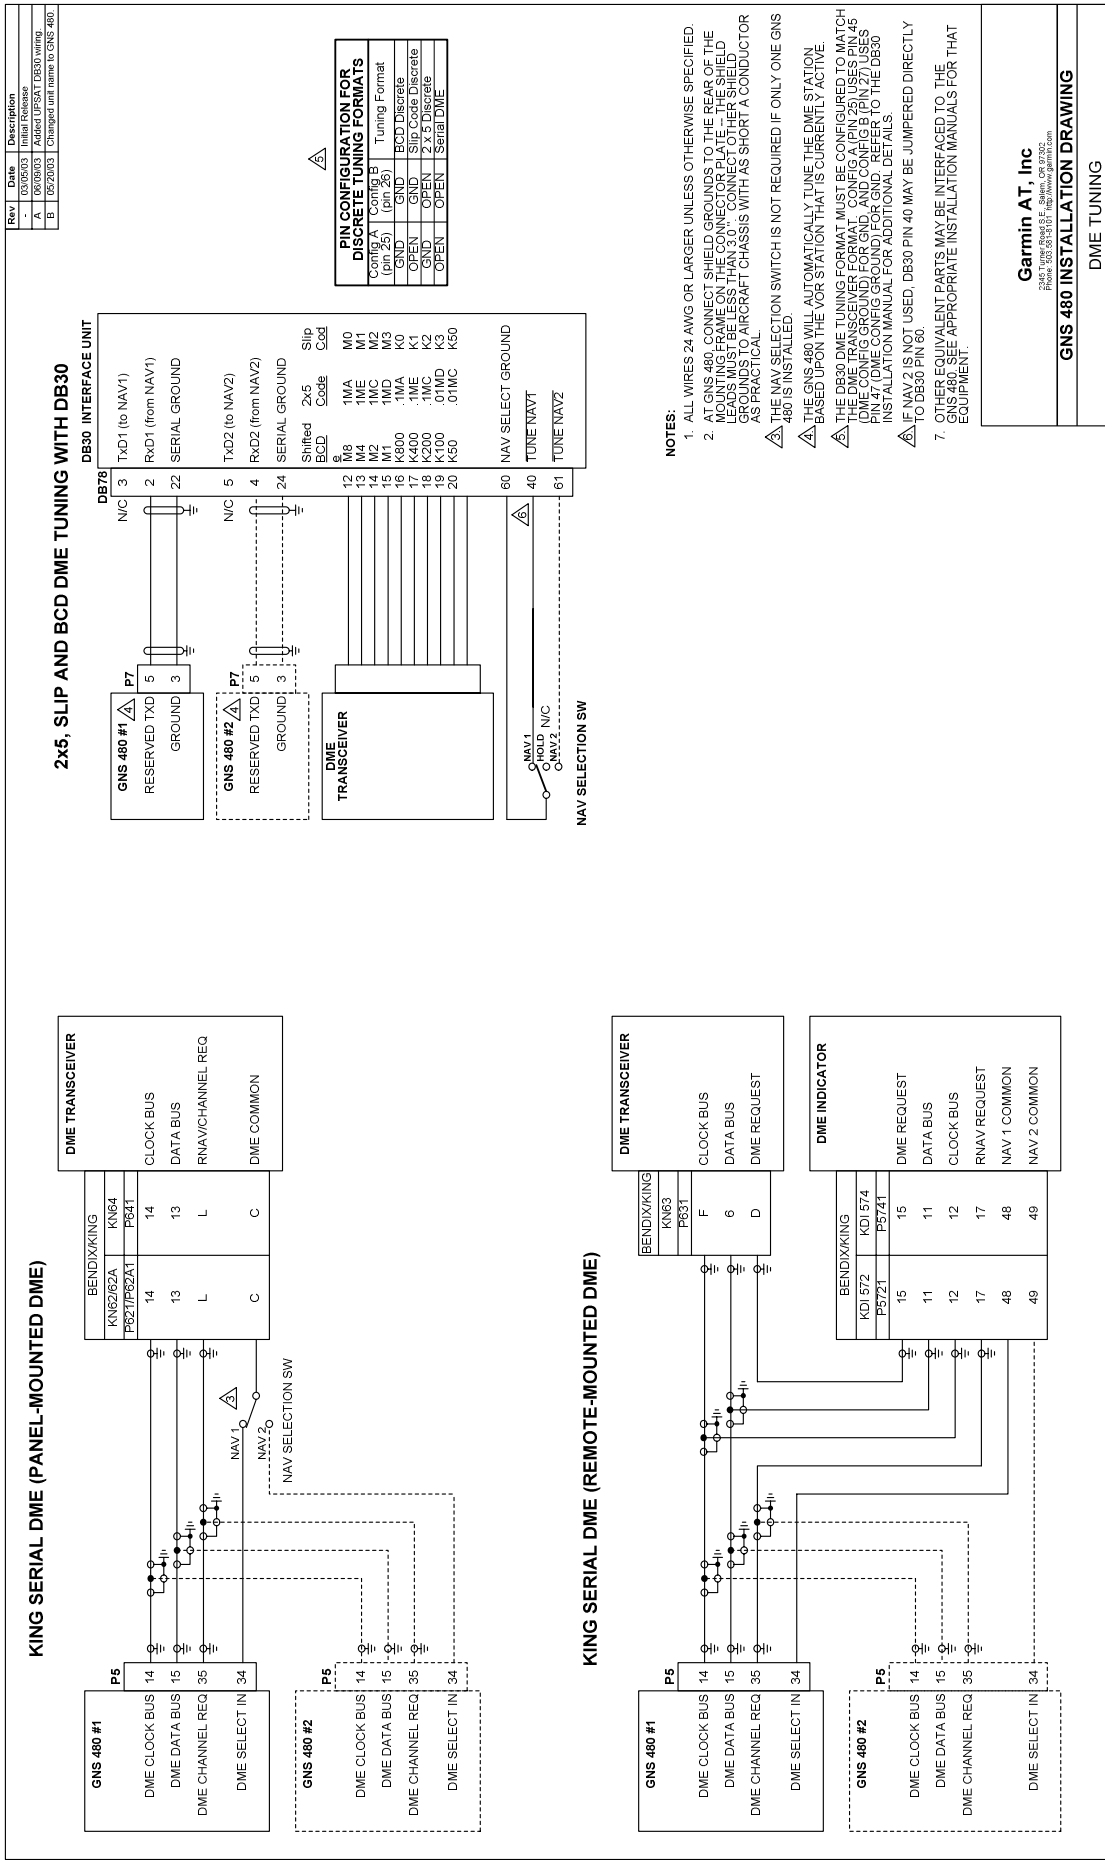 KING SERIAL DME (PANEL-MOUNTED DME)
GNS 480 #1
P5
DME CLOCK BUS 14
DME DATA BUS 15
DME CHANNEL REQ 35
DME SELECT IN 34
GNS 480 #2
P5
DME CLOCK BUS 14
DME DATA BUS 15
DME CHANNEL REQ 35
DME SELECT IN 34
NAV 1
NAV 2
3
NAV SELECTION SW
BENDIX/KING
KN62/62A KN64
P621/P62A1 P641
DME TRANSCEIVER
14 14 CLOCK BUS
13 13 DATA BUS
L L RNAV/CHANNEL REQ
C C DME COMMON
KING SERIAL DME (REMOTE-MOUNTED DME)
GNS 480 #1
P5
DME CLOCK BUS 14
DME DATA BUS 15
DME CHANNEL REQ 35
DME SELECT IN 34
GNS 480 #2
P5
DME CLOCK BUS 14
DME DATA BUS 15
DME CHANNEL REQ 35
DME SELECT IN 34
BENDIX/KING
KN63
P631
DME TRANSCEIVER
F CLOCK BUS
6 DATA BUS
D DME REQUEST
BENDIX/KING
KDI 572 KDI 574
P5721 P5741
DME INDICATOR
15 15 DME REQUEST
11 11 DATA BUS
12 12 CLOCK BUS
17 17 RNAV REQUEST
48 48 NAV 1 COMMON
49 49 NAV 2 COMMON
2x5, SLIP AND BCD DME TUNING WITH DB30
GNS 480 #1 4
P7
RESERVED TXD 5
GROUND 3
GNS 480 #2 4
P7
RESERVED TXD 5
GROUND 3
DME
TRANSCEIVER
NAV 1
HOLD N/C
NAV 2
NAV SELECTION SW
6
DB78
DB30 INTERFACE UNIT
N/C 3 TxD1 (to NAV1)
2 RxD1 (from NAV1)
22 SERIAL GROUND
N/C 5 TxD2 (to NAV2)
4 RxD2 (from NAV2)
24 SERIAL GROUND
Shifted 2x5 Slip
BCD Code Cod
e
12 M8 1MA M0
13 M4 1ME M1
14 M2 1MC M2
15 M1 1MD M3
16 K800 .1MA K0
17 K400 .1ME K1
18 K200 .1MC K2
19 K100 .01MD K3
20 K50 .01MC K50
60 NAV SELECT GROUND
40 TUNE NAV1
61 TUNE NAV2
Rev Date Description
- 03/05/03 Initial Release
A 06/09/03 Added UPSAT DB30 wiring.
B 05/20/03 Changed unit name to GNS 480.
5
PIN CONFIGURATION FOR
DISCRETE TUNING FORMATS
Config A Config B Tuning Format
(pin 25) (pin 26)
GND GND BCD Discrete
OPEN GND Slip Code Discrete
GND OPEN 2 x 5 Discrete
OPEN OPEN Serial DME
NOTES:
1. ALL WIRES 24 AWG OR LARGER UNLESS OTHERWISE SPECIFIED.
2. AT GNS 480, CONNECT SHIELD GROUNDS TO THE REAR OF THE
MOUNTING FRAME ON THE CONNECTOR PLATE -- THE SHIELD
LEADS MUST BE LESS THAN 3.0". CONNECT OTHER SHIELD
GROUNDS TO AIRCRAFT CHASSIS WITH AS SHORT A CONDUCTOR
AS PRACTICAL.
3. THE NAV SELECTION SWITCH IS NOT REQUIRED IF ONLY ONE GNS
480 IS INSTALLED.
4. THE GNS 480 WILL AUTOMATICALLY TUNE THE DME STATION
BASED UPON THE VOR STATION THAT IS CURRENTLY ACTIVE.
5. THE DB30 DME TUNING FORMAT MUST BE CONFIGURED TO MATCH
THE DME TRANSCEIVER FORMAT. CONFIG A (PIN 25) USES PIN 45
(DME CONFIG GROUND) FOR GND, AND CONFIG B (PIN 27) USES
PIN 47 (DME CONFIG GROUND) FOR GND. REFER TO THE DB30
INSTALLATION MANUAL FOR ADDITIONAL DETAILS.
6. IF NAV 2 IS NOT USED, DB30 PIN 40 MAY BE JUMPERED DIRECTLY
TO DB30 PIN 60.
7. OTHER EQUIVALENT PARTS MAY BE INTERFACED TO THE
GNS 480, SEE APPROPRIATE INSTALLATION MANUALS FOR THAT
EQUIPMENT.
Garmin AT, Inc
2345 Turner Road S.E., Salem, OR 97302
Phone: 503.581-8101 http://www.garmin.com
GNS 480 INSTALLATION DRAWING
DME TUNING